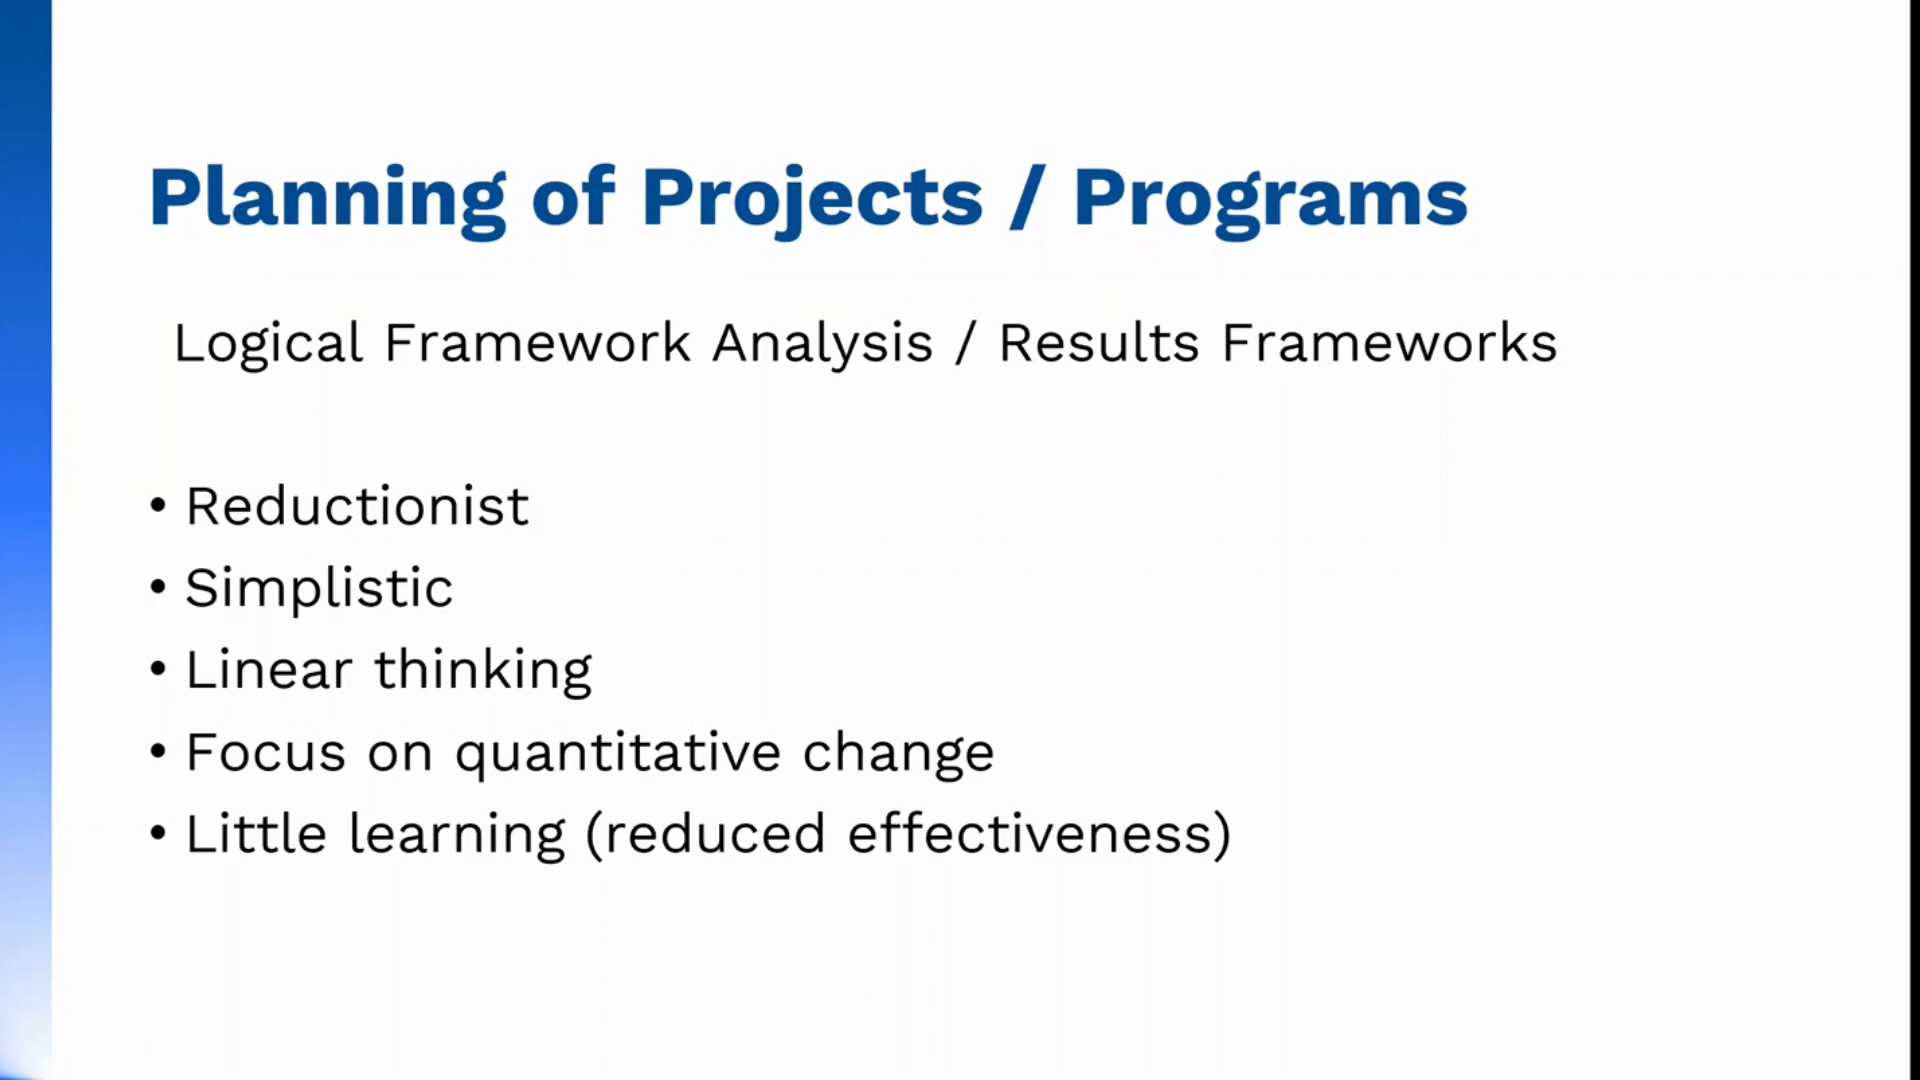 Planning of Projects / Programs
Logical Framework Analysis / Results Frameworks
• Reductionist
• Simplistic
• Linear thinking
• Focus on quantitative change
• Little learning (reduced effectiveness)